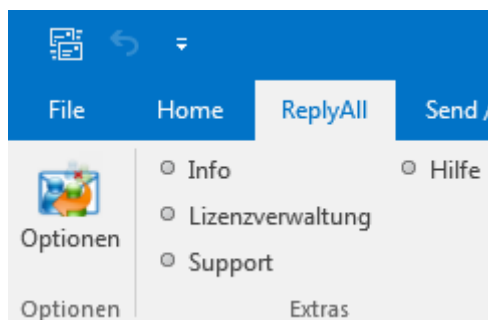 File Home ReplyAll Send /
Info Hilfe
Lizenzverwaltung
Optionen
Support
Optionen Extras